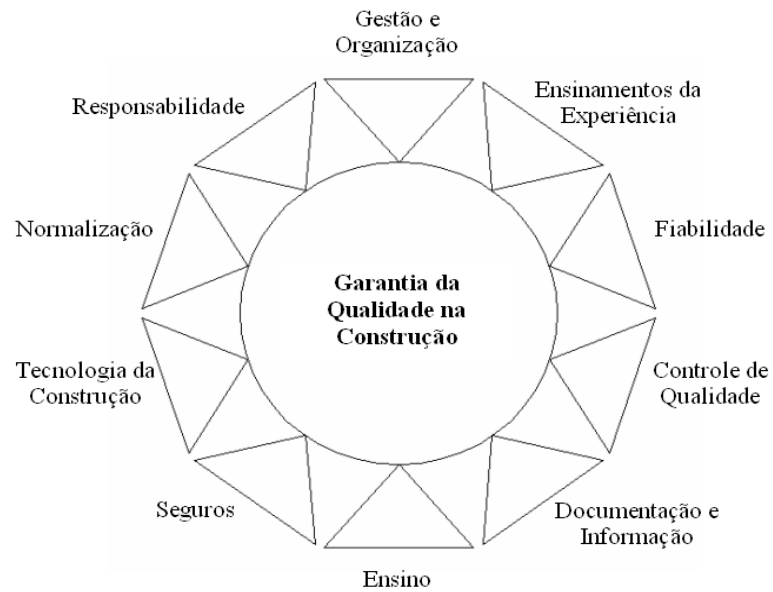 Gestão e
Organização
Ensinamentos da
Experiência
Responsabilidade
Normalização
Fiabilidade
Garantia da
Qualidade na
Construção
Tecnologia da
Construção
Controle de
Qualidade
Seguros
Documentação e
Informação
Ensino